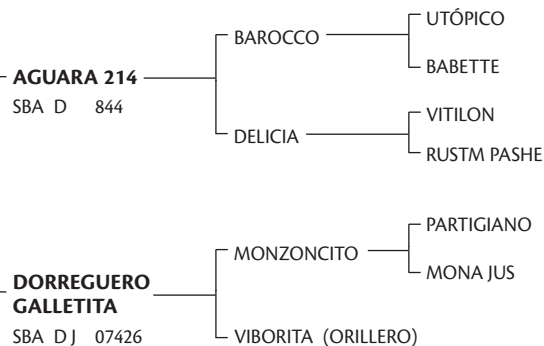 UTÓPICO
BAROCCO
BABETTE
AGUARA 214
SBA D 844
VITILON
DELICIA
RUSTM PASHE
PARTIGIANO
MONZONCITO
MONA JUS
DORREGUERO
GALLETITA
SBA D J 07426
VIBORITA (ORILLERO)